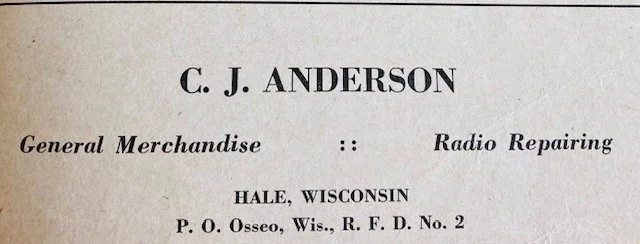 C. J. ANDERSON
General Merchandise :: Radio Repairing
HALE, WISCONSIN
P. O. Osseo, Wis., R. F. D. No. 2